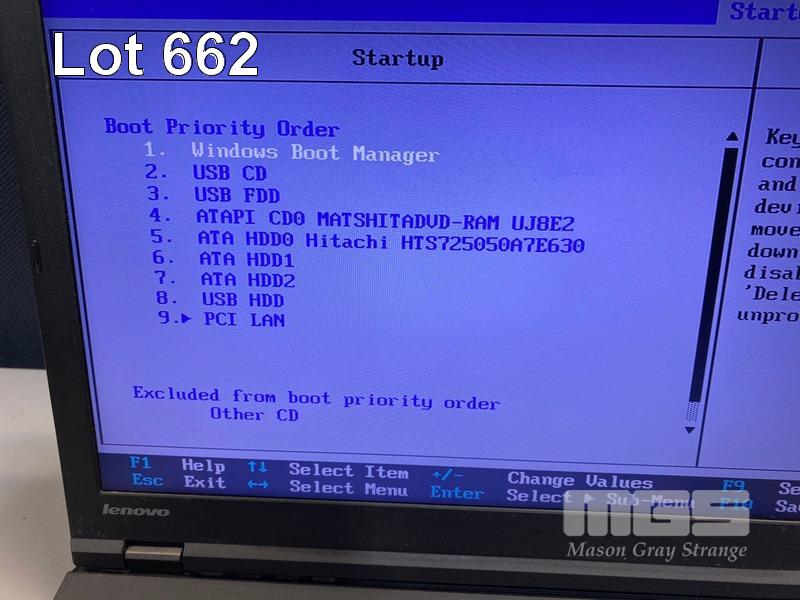 Start
Lot 662
Startup
Boot Priority Order
1. Windows Boot Manager
2. USB CD
3. USB FDD
4. ATAPI CD0 MATSHITADVD-RAM UJ8E2
5. ATA HDD0 Hitachi HTS725050A7E630
6. ATA HDD1
7. ATA HDD2
8. USB HDD
9.▸ PCI LAN
Excluded from boot priority order
Other CD
Key
con
and
devi
move
down
disa
'Dele
unpro
F1 Help ↑↓ Select Item +/- Change Values F9 Se
Esc Exit ↔ Select Menu Enter Select ▸ Sub-Menu F10 Sa
lenovo
MGS
Mason Gray Strange